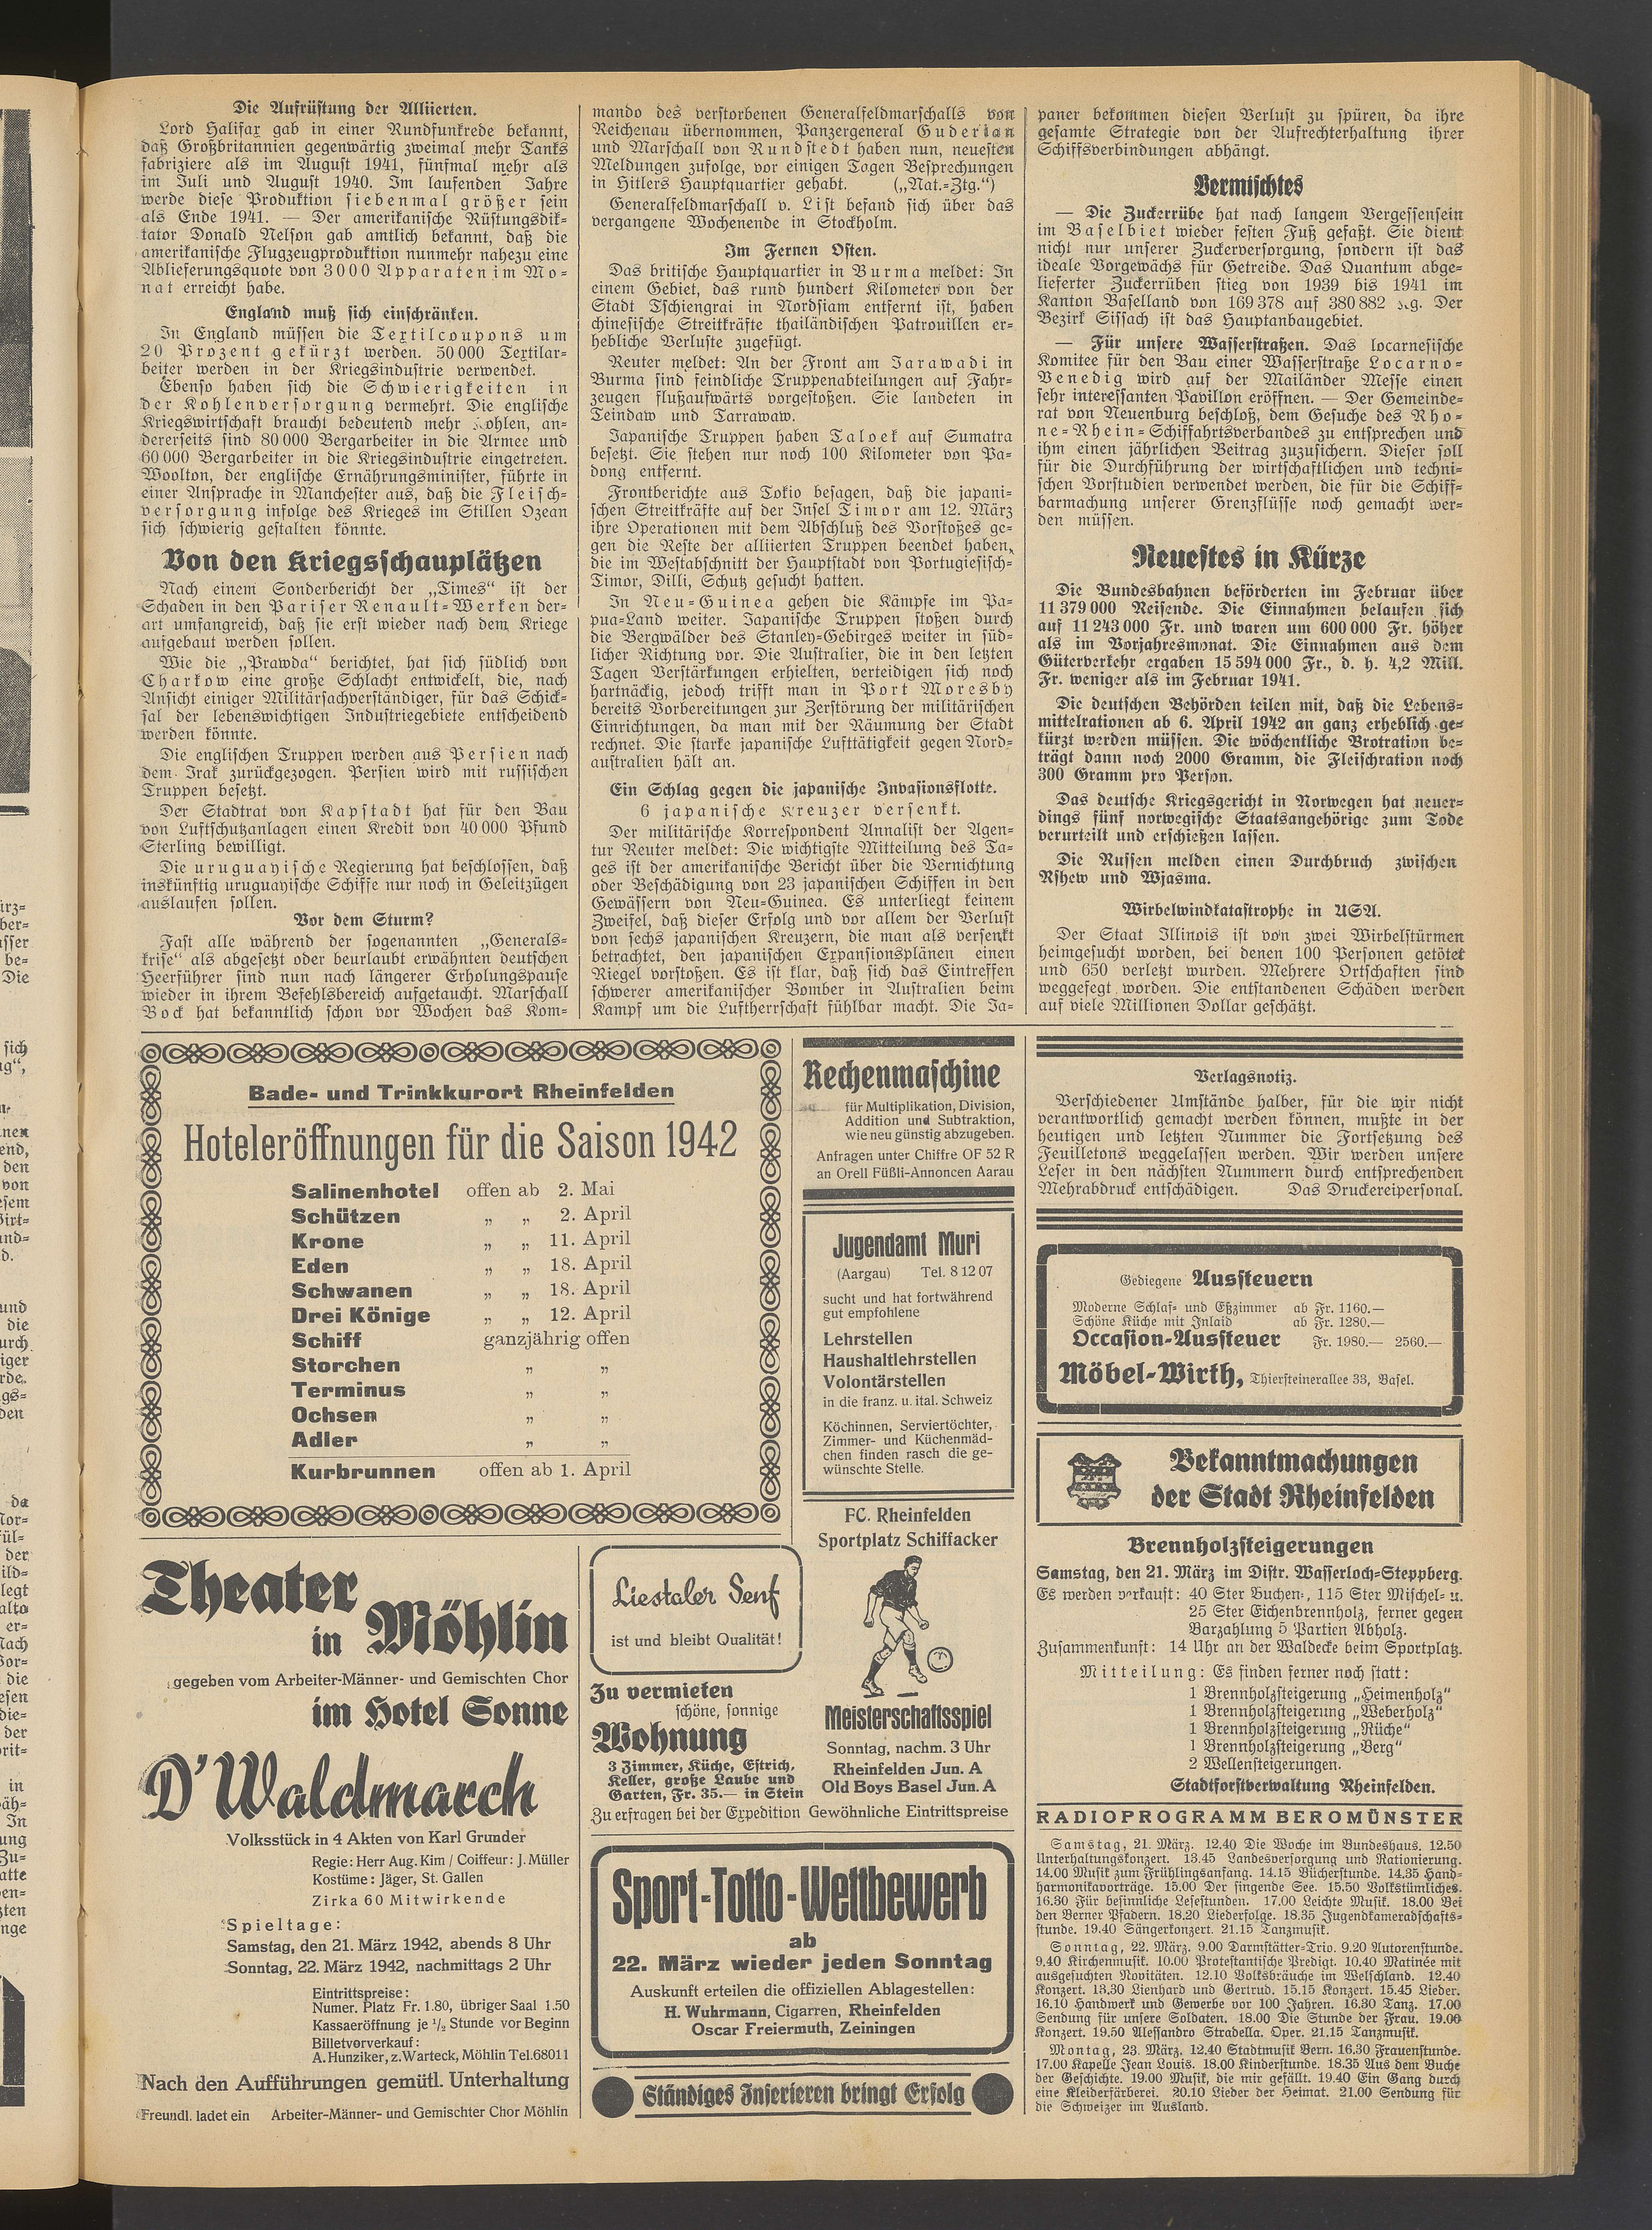 Die Aufrüstung der Alliierten.
Lord Halifax gab in einer Rundfunkrede bekannt,
daß Großbritannien gegenwärtig zweimal mehr Tanks
fabriziere als im August 1941, fünfmal mehr als
im Juli und August 1940. Im laufenden Jahre
werde diese Produktion siebenmal größer sein
als Ende 1941. — Der amerikanische Rüstungsdik-
tator Donald Nelson gab amtlich bekannt, daß die
amerikanische Flugzeugproduktion nunmehr nahezu eine
Ablieferungsquote von 3000 Apparaten im Mo-
nat erreicht habe.
England muß sich einschränken.
In England müssen die Textilcoupons um
20 Prozent gekürzt werden. 50000 Textilar-
beiter werden in der Kriegsindustrie verwendet.
Ebenso haben sich die Schwierigkeiten in
der Kohlenversorgung vermehrt. Die englische
Kriegswirtschaft braucht bedeutend mehr Kohlen, an-
dererseits sind 80000 Bergarbeiter in die Armee und
60000 Bergarbeiter in die Kriegsindustrie eingetreten.
Woolton, der englische Ernährungsminister, führte in
einer Ansprache in Manchester aus, daß die Fleisch-
versorgung infolge des Krieges im Stillen Ozean
sich schwierig gestalten könnte.
Von den Kriegsschauplätzen
Nach einem Sonderbericht der „Times“ ist der
Schaden in den Pariser Renault-Werken der-
art umfangreich, daß sie erst wieder nach dem Kriege
aufgebaut werden sollen.
Wie die „Prawda“ berichtet, hat sich südlich von
Charkow eine große Schlacht entwickelt, die, nach
Ansicht einiger Militärsachverständiger, für das Schick-
sal der lebenswichtigen Industriegebiete entscheidend
werden könnte.
Die englischen Truppen werden aus Persien nach
dem Irak zurückgezogen. Persien wird mit russischen
Truppen besetzt.
Der Stadtrat von Kapstadt hat für den Bau
von Luftschutzanlagen einen Kredit von 40000 Pfund
Sterling bewilligt.
Die uruguayische Regierung hat beschlossen, daß
inskünftig uruguayische Schiffe nur noch in Geleitzügen
auslaufen sollen.
Vor dem Sturm?
Fast alle während der sogenannten „Generals-
krise“ als abgesetzt oder beurlaubt erwähnten deutschen
Heerführer sind nun nach längerer Erholungspause
wieder in ihrem Befehlsbereich aufgetaucht. Marschall
Bock hat bekanntlich schon vor Wochen das Kom-
mando des verstorbenen Generalfeldmarschalls von
Reichenau übernommen, Panzergeneral Guderian
und Marschall von Rundstedt haben nun, neuesten
Meldungen zufolge, vor einigen Tagen Besprechungen
in Hitlers Hauptquartier gehabt. („Nat.-Ztg.“)
Generalfeldmarschall v. List befand sich über das
vergangene Wochenende in Stockholm.
Im Fernen Osten.
Das britische Hauptquartier in Burma meldet: In
einem Gebiet, das rund hundert Kilometer von der
Stadt Tschiengrai in Nordsiam entfernt ist, haben
chinesische Streitkräfte thailändischen Patrouillen er-
hebliche Verluste zugefügt.
Reuter meldet: An der Front am Jarawadi in
Burma sind feindliche Truppenabteilungen auf Fahr-
zeugen flußaufwärts vorgestoßen. Sie landeten in
Teindaw und Tarrawaw.
Japanische Truppen haben Taloek auf Sumatra
besetzt. Sie stehen nur noch 100 Kilometer von Pa-
dong entfernt.
Frontberichte aus Tokio besagen, daß die japani-
schen Streitkräfte auf der Insel Timor am 12. März
ihre Operationen mit dem Abschluß des Vorstoßes ge-
gen die Reste der alliierten Truppen beendet haben,
die im Westabschnitt der Hauptstadt von Portugiesisch-
Timor, Dilli, Schutz gesucht hatten.
In Neu-Guinea gehen die Kämpfe im Pa-
pua-Land weiter. Japanische Truppen stoßen durch
die Bergwälder des Stanley-Gebirges weiter in süd-
licher Richtung vor. Die Australier, die in den letzten
Tagen Verstärkungen erhielten, verteidigen sich noch
hartnäckig, jedoch trifft man in Port Moresby
bereits Vorbereitungen zur Zerstörung der militärischen
Einrichtungen, da man mit der Räumung der Stadt
rechnet. Die starke japanische Lufttätigkeit gegen Nord-
australien hält an.
Ein Schlag gegen die japanische Invasionsflotte.
6 japanische Kreuzer versenkt.
Der militärische Korrespondent Annalist der Agen-
tur Reuter meldet: Die wichtigste Mitteilung des Ta-
ges ist der amerikanische Bericht über die Vernichtung
oder Beschädigung von 23 japanischen Schiffen in den
Gewässern von Neu-Guinea. Es unterliegt keinem
Zweifel, daß dieser Erfolg und vor allem der Verlust
von sechs japanischen Kreuzern, die man als versenkt
betrachtet, den japanischen Expansionsplänen einen
Riegel vorstoßen. Es ist klar, daß sich das Eintreffen
schwerer amerikanischer Bomber in Australien beim
Kampf um die Luftherrschaft fühlbar macht. Die Ja-
paner bekommen diesen Verlust zu spüren, da ihre
gesamte Strategie von der Aufrechterhaltung ihrer
Schiffsverbindungen abhängt.
Vermischtes
— Die Zuckerrübe hat nach langem Vergessensein
im Baselbiet wieder festen Fuß gefaßt. Sie dient
nicht nur unserer Zuckerversorgung, sondern ist das
ideale Vorgewächs für Getreide. Das Quantum abge-
lieferter Zuckerrüben stieg von 1939 bis 1941 im
Kanton Baselland von 169378 auf 380882 kg. Der
Bezirk Sissach ist das Hauptanbaugebiet.
— Für unsere Wasserstraßen. Das locarnesische
Komitee für den Bau einer Wasserstraße Locarno-
Venedig wird auf der Mailänder Messe einen
sehr interessanten Pavillon eröffnen. — Der Gemeinde-
rat von Neuenburg beschloß, dem Gesuche des Rho-
ne-Rhein-Schiffahrtsverbandes zu entsprechen und
ihm einen jährlichen Beitrag zuzusichern. Dieser soll
für die Durchführung der wirtschaftlichen und techni-
schen Vorstudien verwendet werden, die für die Schiff-
barmachung unserer Grenzflüsse noch gemacht wer-
den müssen.
Neuestes in Kürze
Die Bundesbahnen beförderten im Februar über
11379000 Reisende. Die Einnahmen belaufen sich
auf 11243000 Fr. und waren um 600000 Fr. höher
als im Vorjahresmonat. Die Einnahmen aus dem
Güterverkehr ergaben 15594000 Fr., d. h. 4,2 Mill.
Fr. weniger als im Februar 1941.
Die deutschen Behörden teilen mit, daß die Lebens-
mittelrationen ab 6. April 1942 an ganz erheblich ge-
kürzt werden müssen. Die wöchentliche Brotration be-
trägt dann noch 2000 Gramm, die Fleischration noch
300 Gramm pro Person.
Das deutsche Kriegsgericht in Norwegen hat neuer-
dings fünf norwegische Staatsangehörige zum Tode
verurteilt und erschießen lassen.
Die Russen melden einen Durchbruch zwischen
Rshew und Wjasma.
Wirbelwindkatastrophe in USA.
Der Staat Illinois ist von zwei Wirbelstürmen
heimgesucht worden, bei denen 100 Personen getötet
und 650 verletzt wurden. Mehrere Ortschaften sind
weggefegt worden. Die entstandenen Schäden werden
auf viele Millionen Dollar geschätzt.
Bade- und Trinkkurort Rheinfelden
Hoteleröffnungen für die Saison 1942
Salinenhotel offen ab 2. Mai
Schützen „ „ 2. April
Krone „ „ 11. April
Eden „ „ 18. April
Schwanen „ „ 18. April
Drei Könige „ „ 12. April
Schiff ganzjährig offen
Storchen „ „
Terminus „ „
Ochsen „ „
Adler „ „
Kurbrunnen offen ab 1. April
Rechenmaschine
für Multiplikation, Division,
Addition und Subtraktion,
wie neu günstig abzugeben.
Anfragen unter Chiffre OF 52 R
an Orell Füßli-Annoncen Aarau
Jugendamt Muri
(Aargau) Tel. 8 12 07
sucht und hat fortwährend
gut empfohlene
Lehrstellen
Haushaltlehrstellen
Volontärstellen
in die franz. u. ital. Schweiz
Köchinnen, Serviertöchter,
Zimmer- und Küchenmäd-
chen finden rasch die ge-
wünschte Stelle.
Verlagsnotiz.
Verschiedener Umstände halber, für die wir nicht
verantwortlich gemacht werden können, mußte in der
heutigen und letzten Nummer die Fortsetzung des
Feuilletons weggelassen werden. Wir werden unsere
Leser in den nächsten Nummern durch entsprechenden
Mehrabdruck entschädigen. Das Druckereipersonal.
Gediegene Aussteuern
Moderne Schlaf- und Eßzimmer ab Fr. 1160.—
Schöne Küche mit Inlaid ab Fr. 1280.—
Occasion-Aussteuer Fr. 1980.— 2560.—
Möbel-Wirth, Thiersteinerallee 33, Basel.
Bekanntmachungen
der Stadt Rheinfelden
Brennholzsteigerungen
Samstag, den 21. März im Distr. Wasserloch-Steppberg.
Es werden verkauft: 40 Ster Buchen-, 115 Ster Mischel- u.
25 Ster Eichenbrennholz, ferner gegen
Barzahlung 5 Partien Abholz.
Zusammenkunft: 14 Uhr an der Waldecke beim Sportplatz.
Mitteilung: Es finden ferner noch statt:
1 Brennholzsteigerung „Heimenholz“
1 Brennholzsteigerung „Weberholz“
1 Brennholzsteigerung „Rüche“
1 Brennholzsteigerung „Berg“
2 Wellensteigerungen.
Stadtforstverwaltung Rheinfelden.
Theater
in Möhlin
gegeben vom Arbeiter-Männer- und Gemischten Chor
im Hotel Sonne
D'Waldmarch
Volksstück in 4 Akten von Karl Grunder
Regie: Herr Aug. Kim / Coiffeur: J. Müller
Kostüme: Jäger, St. Gallen
Zirka 60 Mitwirkende
Spieltage:
Samstag, den 21. März 1942, abends 8 Uhr
Sonntag, 22. März 1942, nachmittags 2 Uhr
Eintrittspreise:
Numer. Platz Fr. 1.80, übriger Saal 1.50
Kassaeröffnung je ½ Stunde vor Beginn
Billetvorverkauf:
A. Hunziker, z. Warteck, Möhlin Tel. 68011
Nach den Aufführungen gemütl. Unterhaltung
Freundl. ladet ein Arbeiter-Männer- und Gemischter Chor Möhlin
Liestaler Senf
ist und bleibt Qualität!
Zu vermieten
schöne, sonnige
Wohnung
3 Zimmer, Küche, Estrich,
Keller, große Laube und
Garten, Fr. 35.— in Stein
Zu erfragen bei der Expedition
FC. Rheinfelden
Sportplatz Schiffacker
Meisterschaftsspiel
Sonntag, nachm. 3 Uhr
Rheinfelden Jun. A
Old Boys Basel Jun. A
Gewöhnliche Eintrittspreise
Sport-Totto-Wettbewerb
ab
22. März wieder jeden Sonntag
Auskunft erteilen die offiziellen Ablagestellen:
H. Wuhrmann, Cigarren, Rheinfelden
Oscar Freiermuth, Zeiningen
Ständiges Inserieren bringt Erfolg
RADIOPROGRAMM BEROMÜNSTER
Samstag, 21. März. 12.40 Die Woche im Bundeshaus. 12.50
Unterhaltungskonzert. 13.45 Landesversorgung und Rationierung.
14.00 Musik zum Frühlingsanfang. 14.15 Bücherstunde. 14.35 Hand-
harmonikavorträge. 15.00 Der singende See. 15.50 Volkstümliches.
16.30 Für besinnliche Lesestunden. 17.00 Leichte Musik. 18.00 Bei
den Berner Pfadern. 18.20 Liederfolge. 18.35 Jugendkameradschafts-
stunde. 19.40 Sängerkonzert. 21.15 Tanzmusik.
Sonntag, 22. März. 9.00 Darmstätter-Trio. 9.20 Autorenstunde.
9.40 Kirchenmusik. 10.00 Protestantische Predigt. 10.40 Matinée mit
ausgesuchten Novitäten. 12.10 Volksbräuche im Welschland. 12.40
Konzert. 13.30 Lienhard und Gertrud. 15.15 Konzert. 15.45 Lieder.
16.10 Handwerk und Gewerbe vor 100 Jahren. 16.30 Tanz. 17.00
Sendung für unsere Soldaten. 18.00 Die Stunde der Frau. 19.00
Konzert. 19.50 Alessandro Stradella. Oper. 21.15 Tanzmusik.
Montag, 23. März. 12.40 Stadtmusik Bern. 16.30 Frauenstunde.
17.00 Kapelle Jean Louis. 18.00 Kinderstunde. 18.35 Aus dem Buche
der Geschichte. 19.00 Musik, die mir gefällt. 19.40 Ein Gang durch
eine Kleiderfärberei. 20.10 Lieder der Heimat. 21.00 Sendung für
die Schweizer im Ausland.